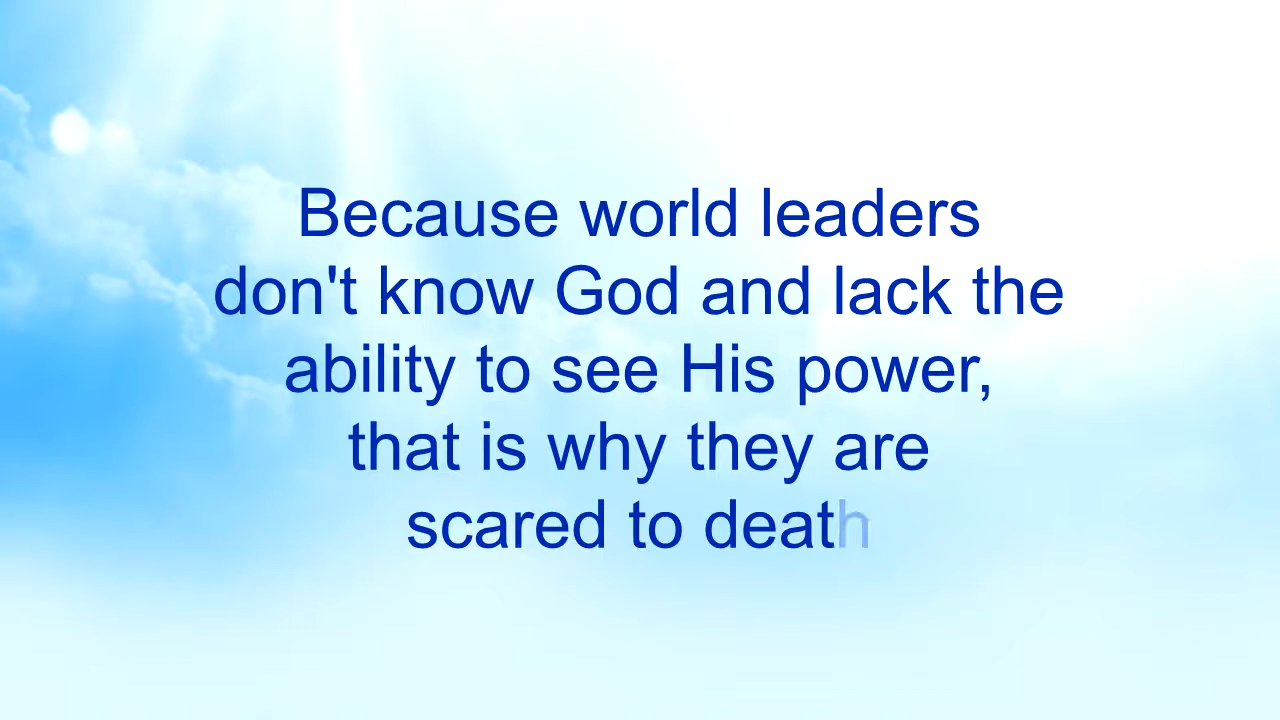 Because world leaders
don't know God and lack the
ability to see His power,
that is why they are
scared to death